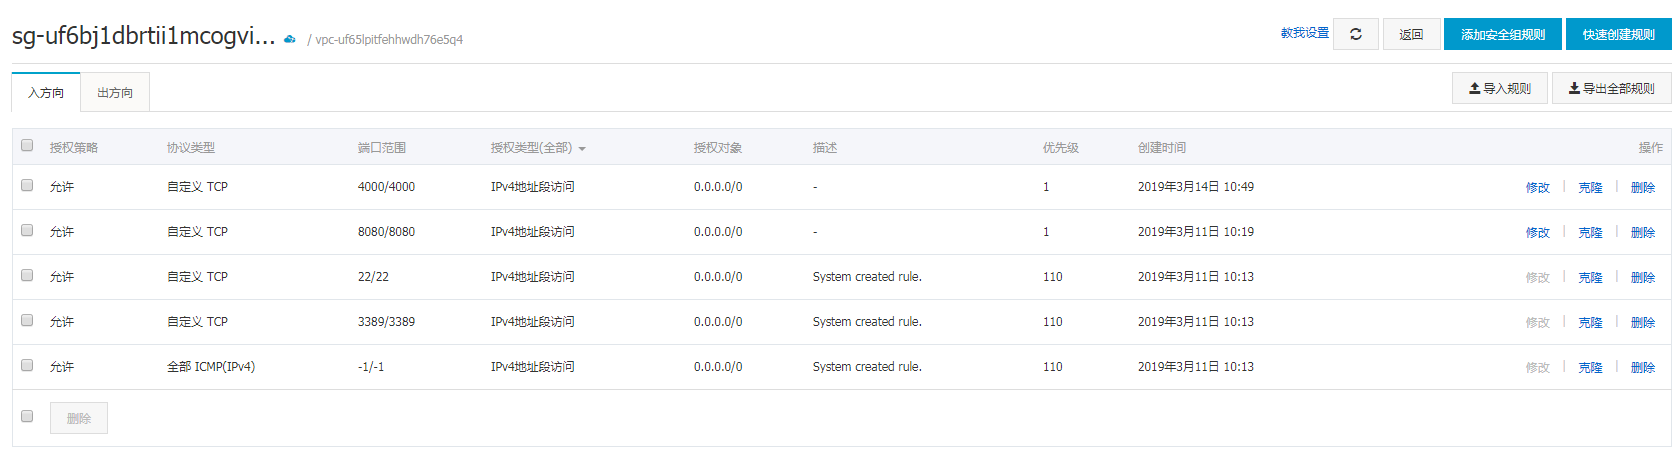 sg-uf6bj1dbrtii1mcogvi... / vpc-uf65lpitfehhwdh76e5q4 教我设置 返回 添加安全组规则 快速创建规则
入方向 出方向 导入规则 导出全部规则
授权策略 协议类型 端口范围 授权类型(全部) 授权对象 描述 优先级 创建时间 操作
允许 自定义 TCP 4000/4000 IPv4地址段访问 0.0.0.0/0 - 1 2019年3月14日 10:49 修改 | 克隆 | 删除
允许 自定义 TCP 8080/8080 IPv4地址段访问 0.0.0.0/0 - 1 2019年3月11日 10:19 修改 | 克隆 | 删除
允许 自定义 TCP 22/22 IPv4地址段访问 0.0.0.0/0 System created rule. 110 2019年3月11日 10:13 修改 | 克隆 | 删除
允许 自定义 TCP 3389/3389 IPv4地址段访问 0.0.0.0/0 System created rule. 110 2019年3月11日 10:13 修改 | 克隆 | 删除
允许 全部 ICMP(IPv4) -1/-1 IPv4地址段访问 0.0.0.0/0 System created rule. 110 2019年3月11日 10:13 修改 | 克隆 | 删除
删除